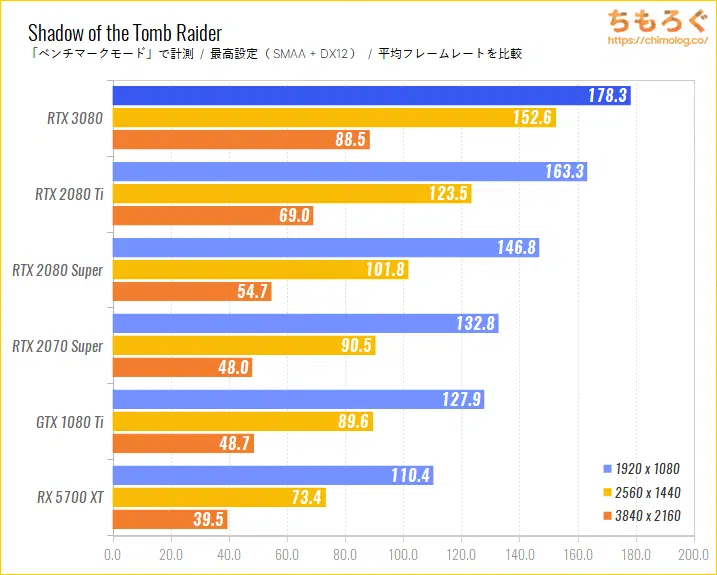 ちもろぐ
https://chimolog.co/
Shadow of the Tomb Raider
「ベンチマークモード」で計測 / 最高設定（SMAA + DX12） / 平均フレームレートを比較
RTX 3080
178.3
152.6
88.5
RTX 2080 Ti
163.3
123.5
69.0
RTX 2080 Super
146.8
101.8
54.7
RTX 2070 Super
132.8
90.5
48.0
GTX 1080 Ti
127.9
89.6
48.7
RX 5700 XT
110.4
73.4
39.5
1920 x 1080
2560 x 1440
3840 x 2160
0.0 20.0 40.0 60.0 80.0 100.0 120.0 140.0 160.0 180.0 200.0